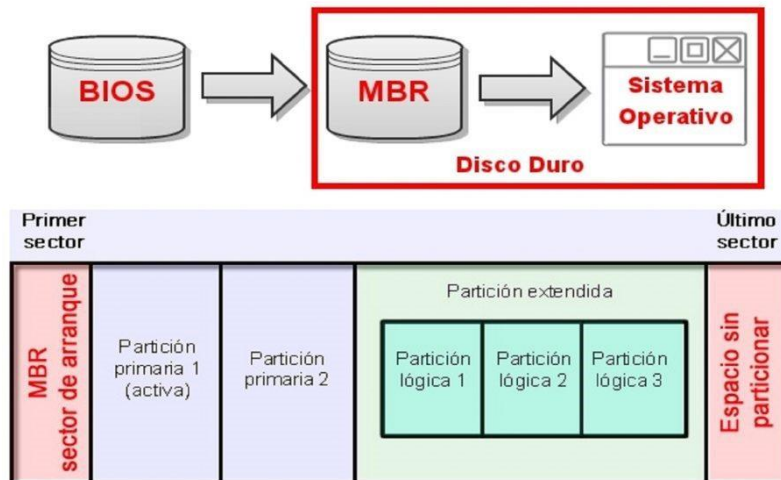 BIOS
MBR
Sistema
Operativo
Disco Duro
Primer
sector
Último
sector
MBR
sector de arranque
Partición
primaria 1
(activa)
Partición
primaria 2
Partición extendida
Partición
lógica 1
Partición
lógica 2
Partición
lógica 3
Espacio sin
particionar